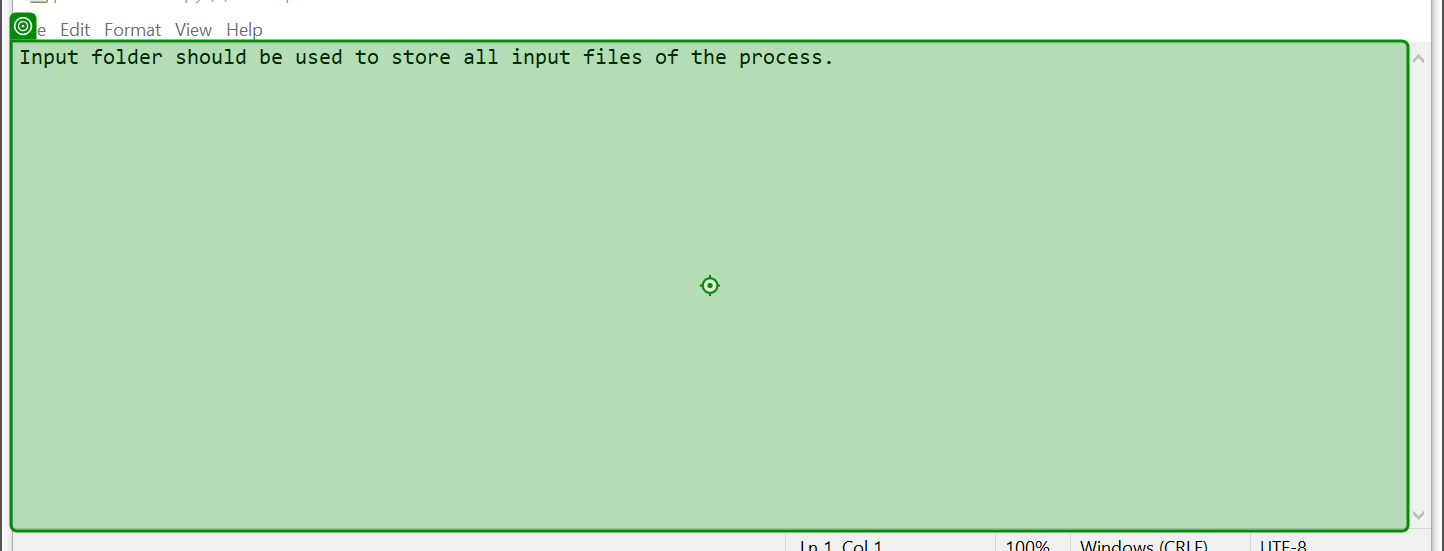 Edit Format View Help
Input folder should be used to store all input files of the process.
Ln 1, Col 1 100% Windows (CRLF) UTF-8